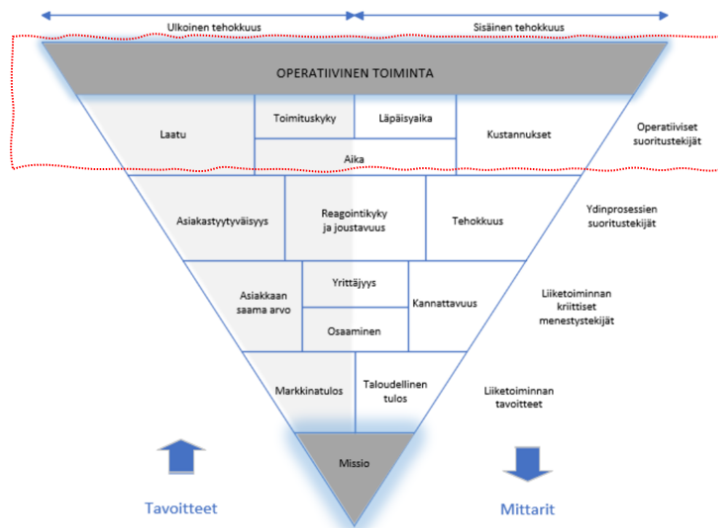 Ulkoinen tehokkuus
Sisäinen tehokkuus
OPERATIIVINEN TOIMINTA
Laatu
Toimituskyky
Läpäisyaika
Kustannukset
Aika
Operatiiviset
suoritustekijät
Asiakastyytyväisyys
Reagointikyky
ja joustavuus
Tehokkuus
Ydinprosessien
suoritustekijät
Asiakkaan
saama arvo
Yrittäjyys
Osaaminen
Kannattavuus
Liiketoiminnan
kriittiset
menestystekijät
Markkinatulos
Taloudellinen
tulos
Liiketoiminnan
tavoitteet
Missio
Tavoitteet
Mittarit